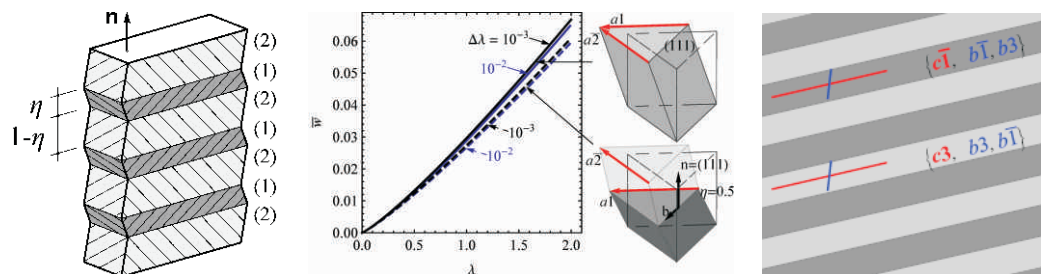 n
(2)
(1)
(2)
(1)
(2)
(1)
(2)
η
1-η
0.06
0.05
0.04
0.03
0.02
0.01
0.00
w̅
0.0
0.5
1.0
1.5
2.0
λ
Δλ = 10⁻³
10⁻²
~10⁻³
~10⁻²
a1
a2̅
(111)
a2̅
n=(1̅11)
a1
η=0.5
b
{c1̅, b1̅, b3}
{c3, b3, b1̅}